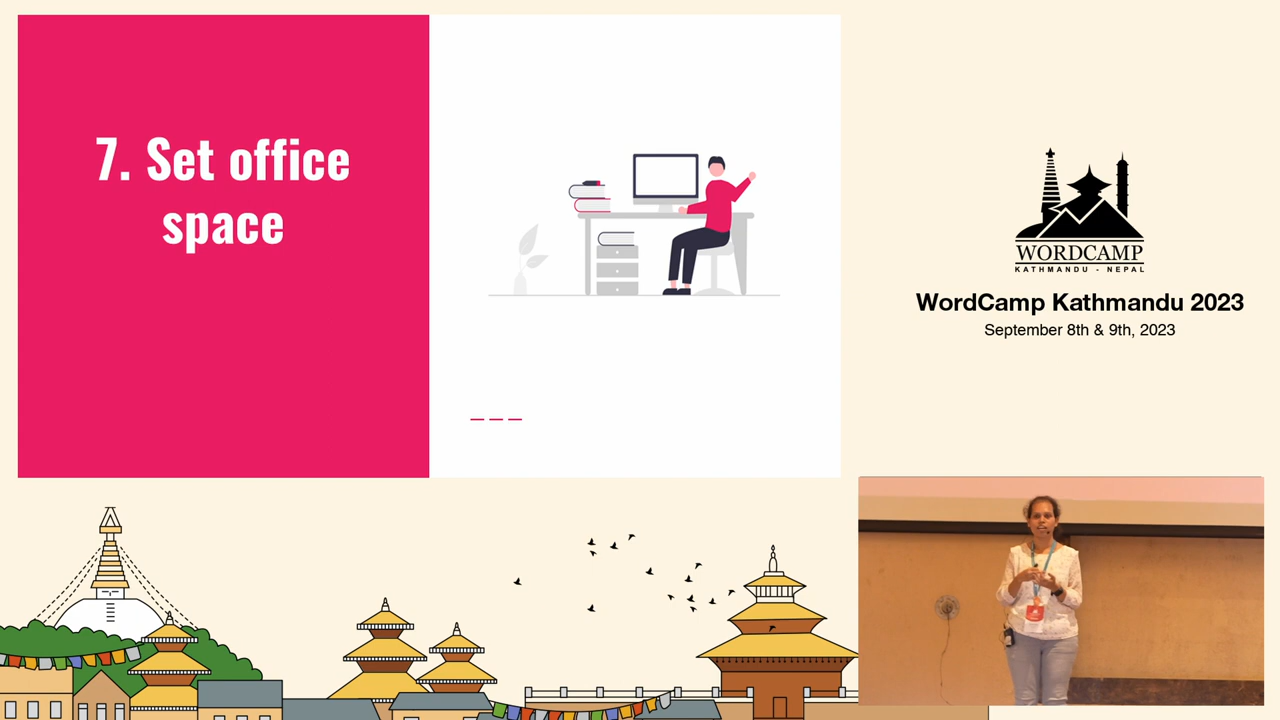 7. Set office
space
WORDCAMP
KATHMANDU - NEPAL
WordCamp Kathmandu 2023
September 8th & 9th, 2023